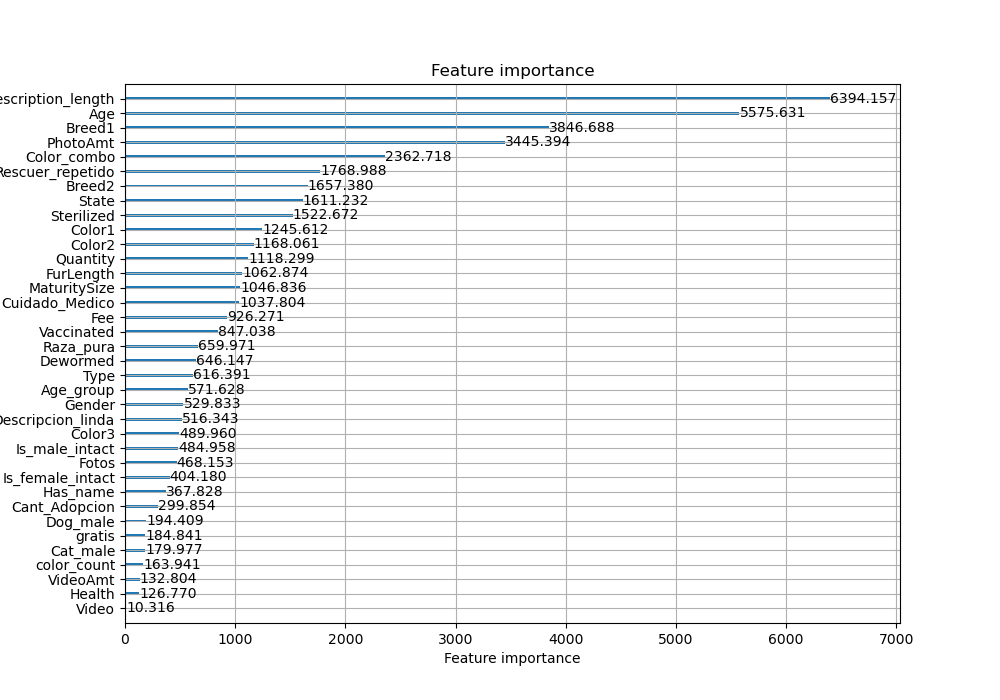 Feature importance
escription_length 6394.157
Age 5575.631
Breed1 3846.688
PhotoAmt 3445.394
Color_combo 2362.718
Rescuer_repetido 1768.988
Breed2 1657.380
State 1611.232
Sterilized 1522.672
Color1 1245.612
Color2 1168.061
Quantity 1118.299
FurLength 1062.874
MaturitySize 1046.836
Cuidado_Medico 1037.804
Fee 926.271
Vaccinated 847.038
Raza_pura 659.971
Dewormed 646.147
Type 616.391
Age_group 571.628
Gender 529.833
Descripcion_linda 516.343
Color3 489.960
Is_male_intact 484.958
Fotos 468.153
Is_female_intact 404.180
Has_name 367.828
Cant_Adopcion 299.854
Dog_male 194.409
gratis 184.841
Cat_male 179.977
color_count 163.941
VideoAmt 132.804
Health 126.770
Video 10.316
0 1000 2000 3000 4000 5000 6000 7000
Feature importance